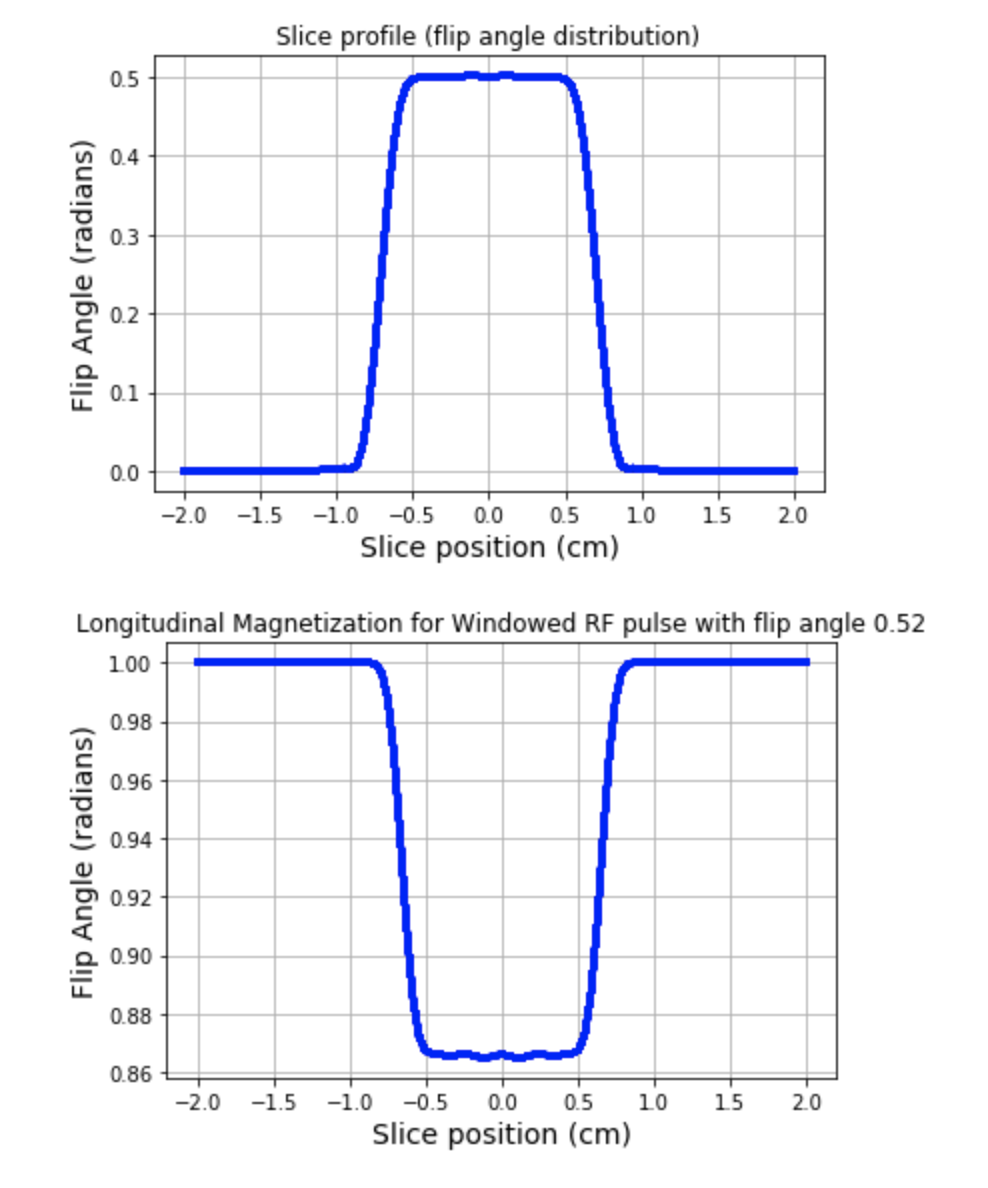 Slice profile (flip angle distribution)
0.5
0.4
0.3
0.2
0.1
0.0
Flip Angle (radians)
−2.0 −1.5 −1.0 −0.5 0.0 0.5 1.0 1.5 2.0
Slice position (cm)
Longitudinal Magnetization for Windowed RF pulse with flip angle 0.52
1.00
0.98
0.96
0.94
0.92
0.90
0.88
0.86
Flip Angle (radians)
−2.0 −1.5 −1.0 −0.5 0.0 0.5 1.0 1.5 2.0
Slice position (cm)